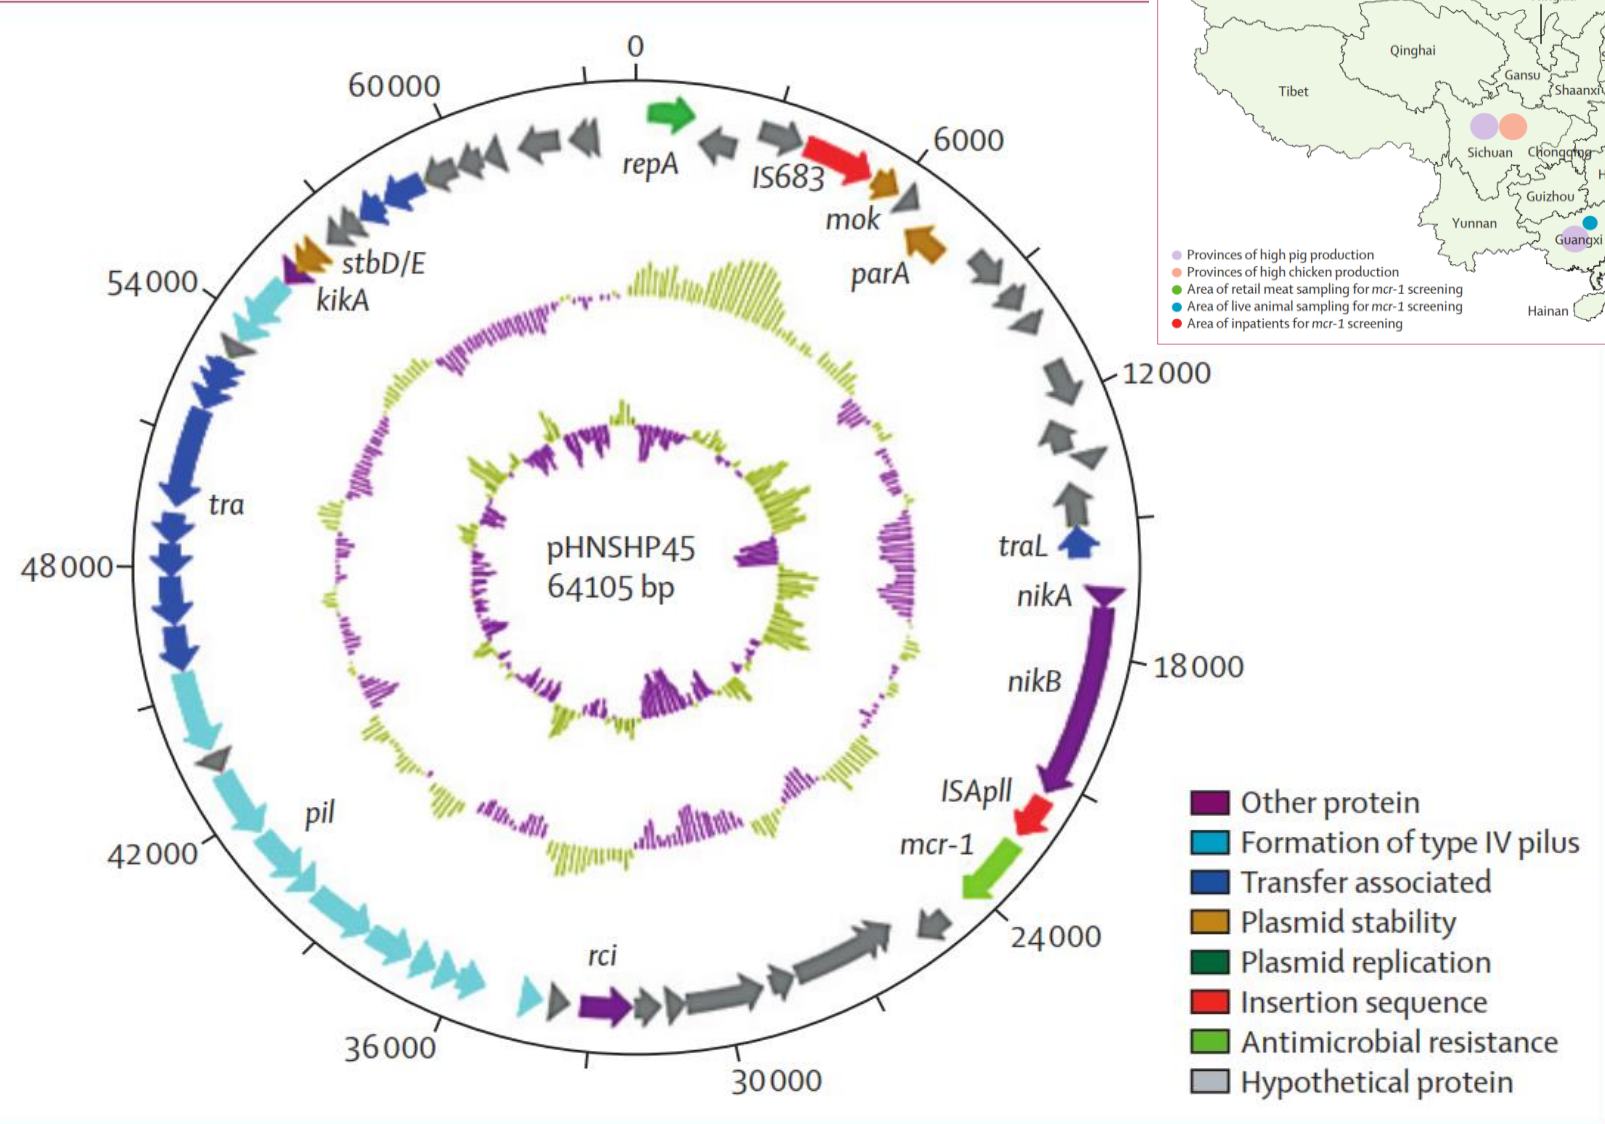 0
60000
6000
repA
IS683
mok
parA
stbD/E
kikA
54000
12000
tra
traL
nikA
48000
pHNSHP45
64105 bp
18000
nikB
ISApll
mcr-1
pil
42000
24000
rci
36000
30000
Other protein
Formation of type IV pilus
Transfer associated
Plasmid stability
Plasmid replication
Insertion sequence
Antimicrobial resistance
Hypothetical protein
Qinghai
Gansu
Tibet
Shaanxi
Sichuan
Chongqing
Guizhou
Yunnan
Guangxi
Hainan
Provinces of high pig production
Provinces of high chicken production
Area of retail meat sampling for mcr-1 screening
Area of live animal sampling for mcr-1 screening
Area of inpatients for mcr-1 screening